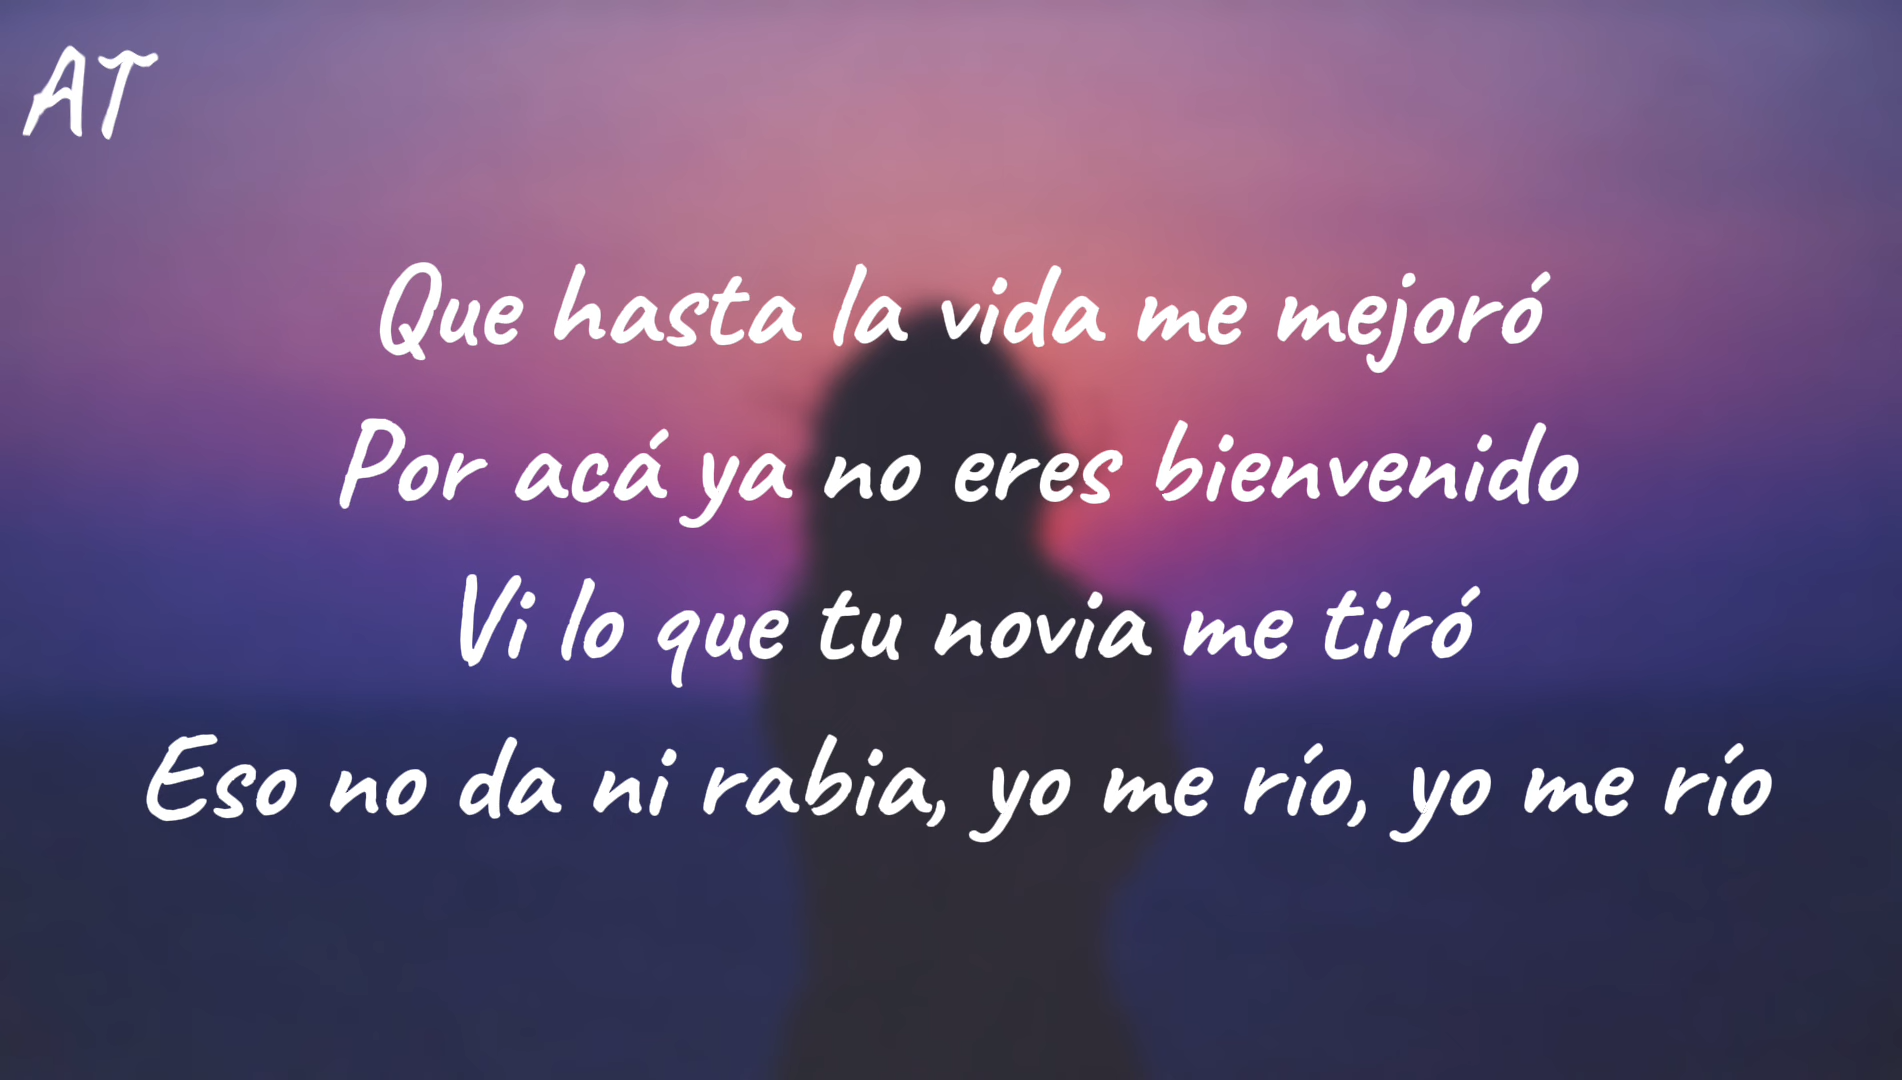 AT
Que hasta la vida me mejoró
Por acá ya no eres bienvenido
Vi lo que tu novia me tiró
Eso no da ni rabia, yo me río, yo me río